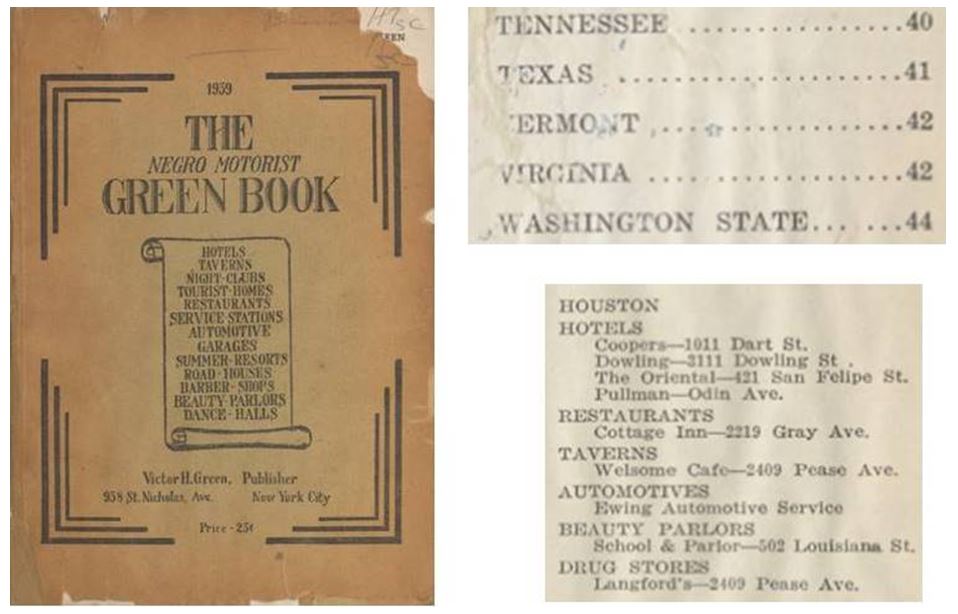 HT
SC
GREEN
1939
THE
NEGRO MOTORIST
GREEN BOOK
HOTELS
TAVERNS
NIGHT-CLUBS
TOURIST-HOMES
RESTAURANTS
SERVICE STATIONS
AUTOMOTIVE
GARAGES
SUMMER-RESORTS
ROAD-HOUSES
BARBER-SHOPS
BEAUTY-PARLORS
DANCE-HALLS
Victor H. Green, Publisher
938 St. Nicholas, Ave. New York City
Price - 25¢
TENNESSEE ..................40
TEXAS ......................41
VERMONT ....................42
VIRGINIA ...................42
WASHINGTON STATE... ...44
HOUSTON
HOTELS
Coopers—1011 Dart St.
Dowling—3111 Dowling St .
The Oriental—421 San Felipe St.
Pullman—Odin Ave.
RESTAURANTS
Cottage Inn—2219 Gray Ave.
TAVERNS
Welsome Cafe—2409 Pease Ave.
AUTOMOTIVES
Ewing Automotive Service
BEAUTY PARLORS
School & Parlor—502 Louisiana St.
DRUG STORES
Langford's—2409 Pease Ave.